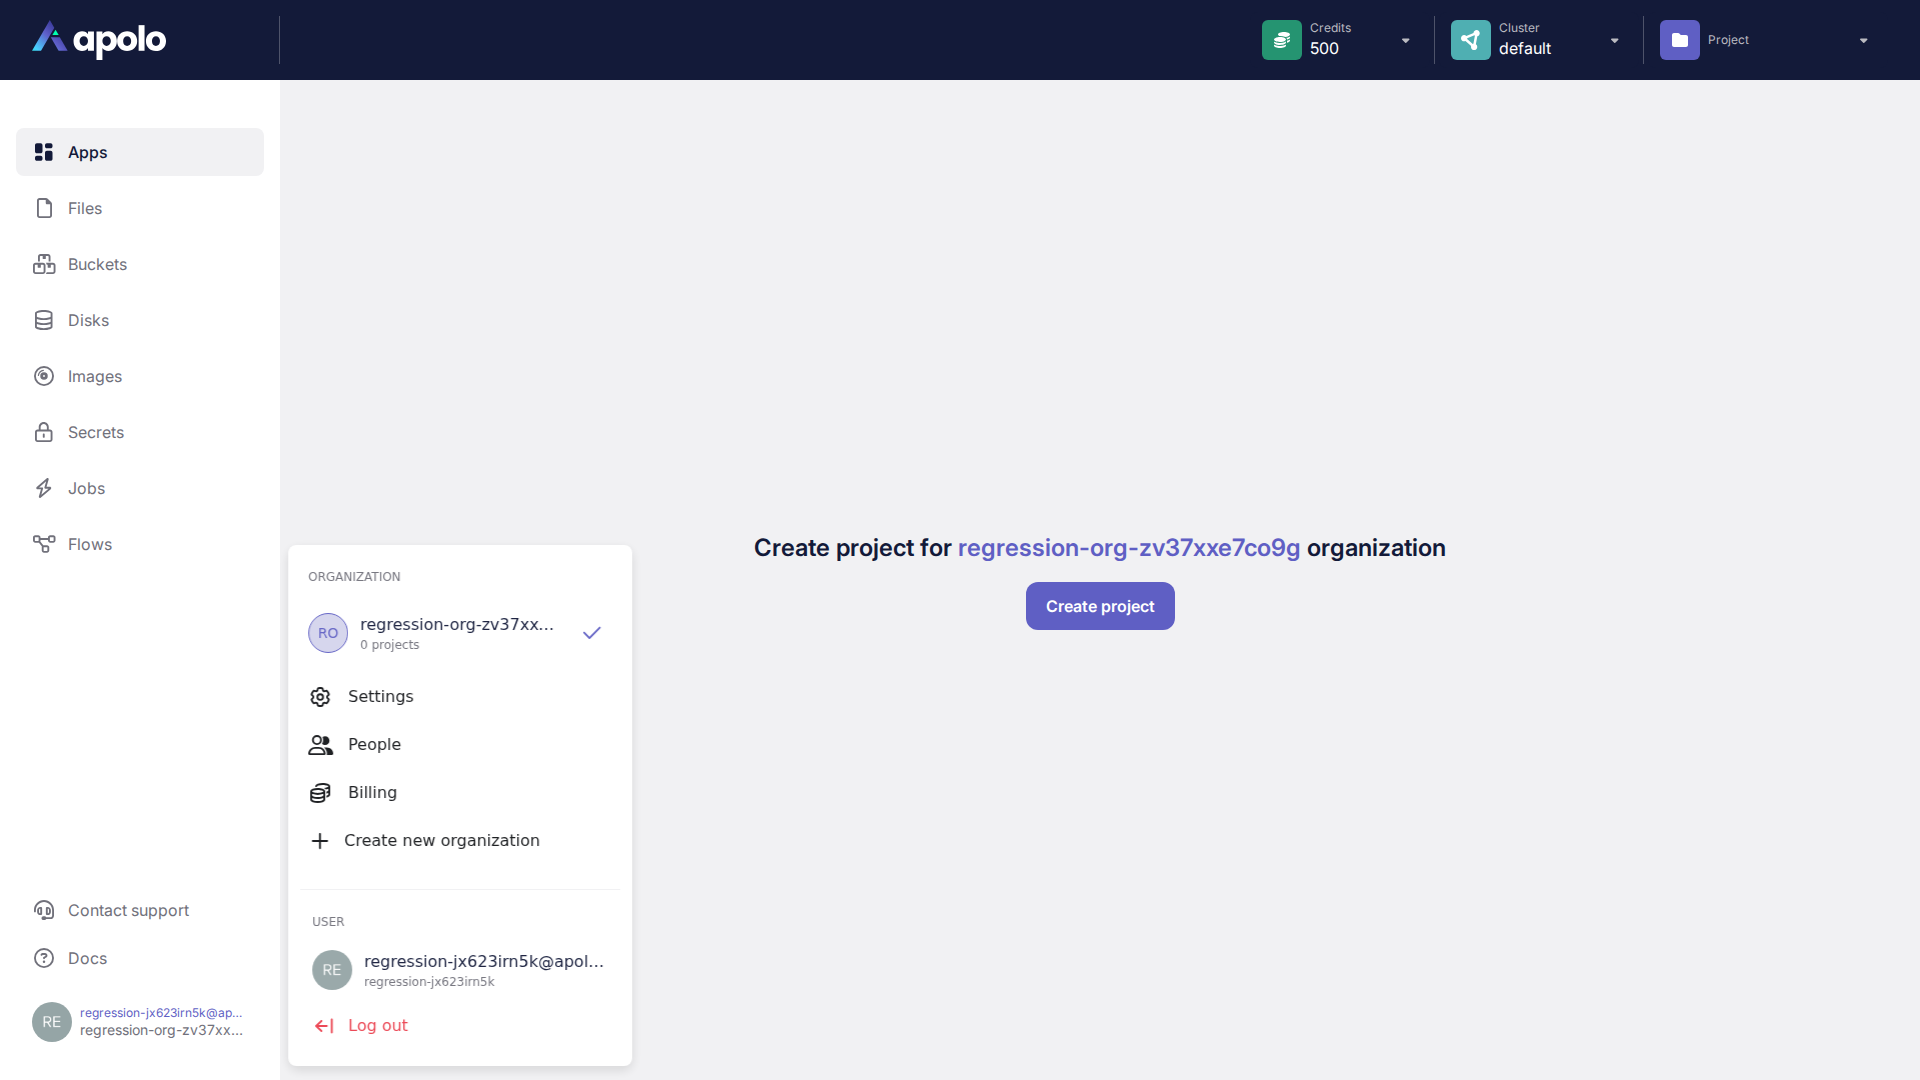 apolo
Credits
500
Cluster
default
Project
Apps
Files
Buckets
Disks
Images
Secrets
Jobs
Flows
Contact support
Docs
RE
regression-jx623irn5k@ap...
regression-org-zv37xx...
ORGANIZATION
RO
regression-org-zv37xx...
0 projects
Settings
People
Billing
Create new organization
USER
RE
regression-jx623irn5k@apol...
regression-jx623irn5k
Log out
Create project for regression-org-zv37xxe7co9g organization
Create project